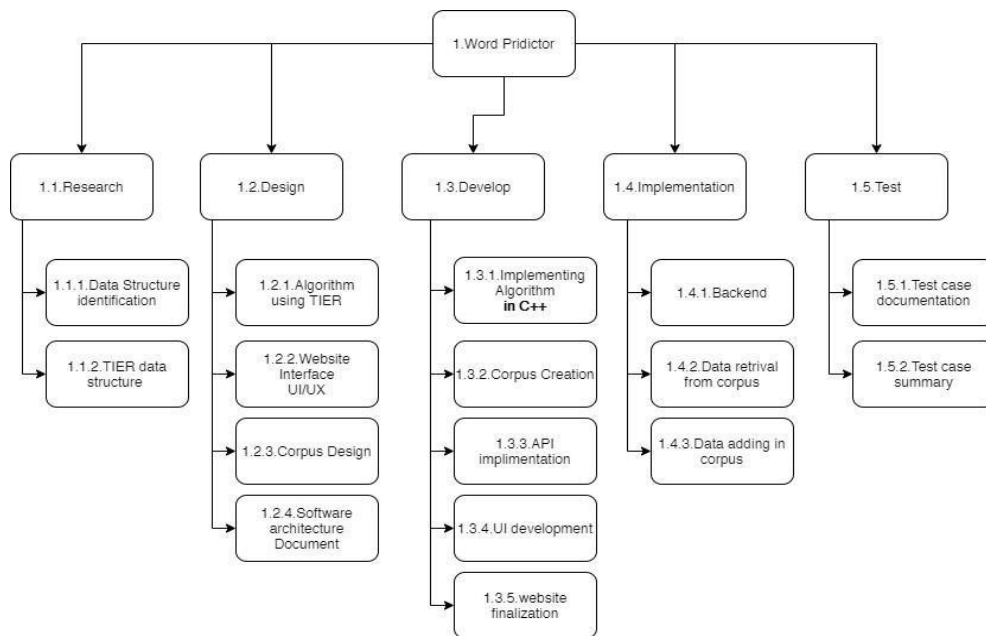 1.Word Pridictor
1.1.Research
1.2.Design
1.3.Develop
1.4.Implementation
1.5.Test
1.1.1.Data Structure
identification
1.1.2.TIER data
structure
1.2.1.Algorithm
using TIER
1.2.2.Website
Interface
UI/UX
1.2.3.Corpus Design
1.2.4.Software
architecture
Document
1.3.1.Implementing
Algorithm
in C++
1.3.2.Corpus Creation
1.3.3.API
implimentation
1.3.4.UI development
1.3.5.website
finalization
1.4.1.Backend
1.4.2.Data retrival
from corpus
1.4.3.Data adding in
corpus
1.5.1.Test case
documentation
1.5.2.Test case
summary